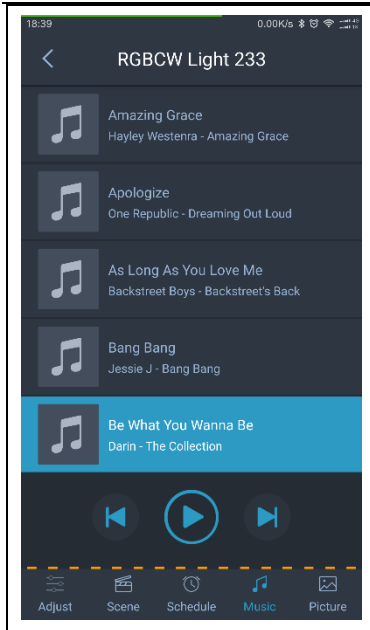 18:39 0.00K/s
RGBCW Light 233
Amazing Grace
Hayley Westenra - Amazing Grace
Apologize
One Republic - Dreaming Out Loud
As Long As You Love Me
Backstreet Boys - Backstreet's Back
Bang Bang
Jessie J - Bang Bang
Be What You Wanna Be
Darin - The Collection
Adjust Scene Schedule Music Picture